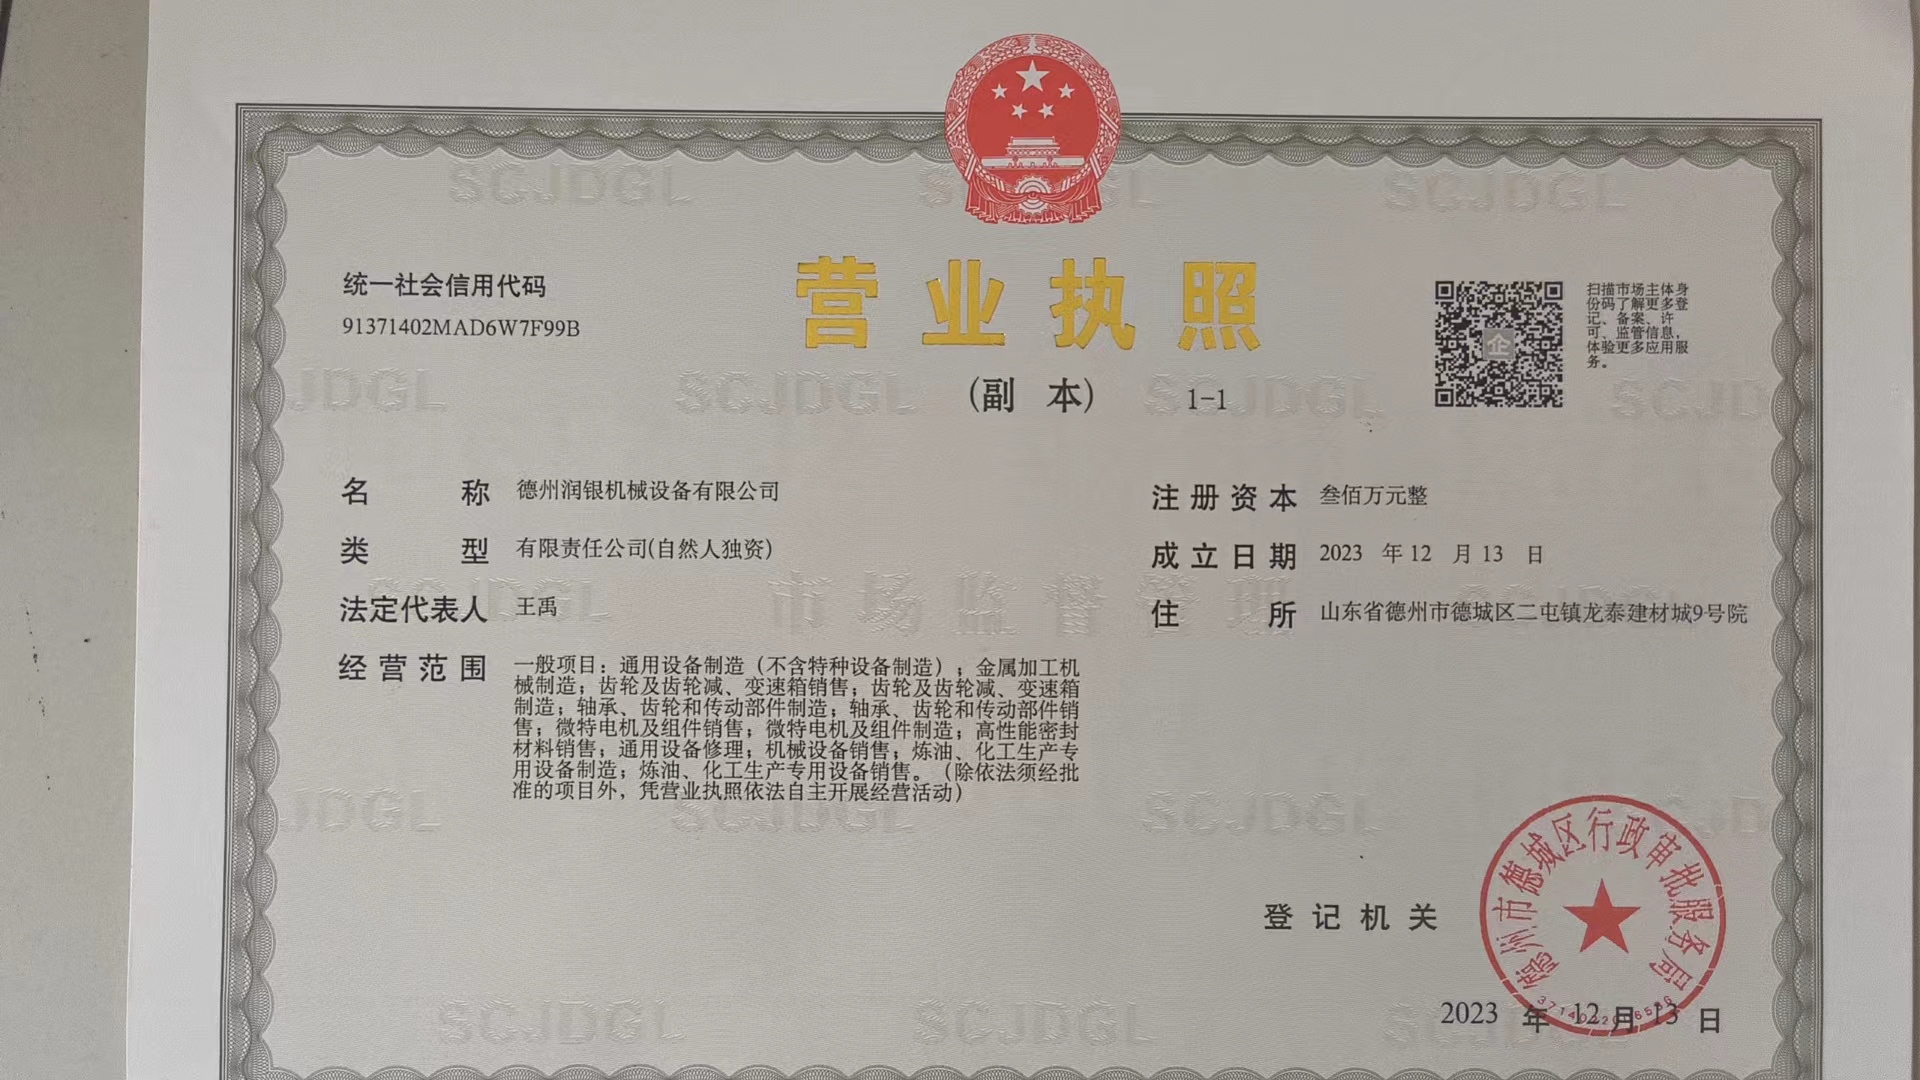 统一社会信用代码
91371402MAD6W7F99B
营业执照
(副 本) 1-1
扫描市场主体身
份码了解更多登
记、备案、许
可、监管信息，
体验更多应用服
务。
企
名 称 德州润银机械设备有限公司
类 型 有限责任公司(自然人独资)
法定代表人 王禹
经营范围 一般项目：通用设备制造（不含特种设备制造）；金属加工机
械制造；齿轮及齿轮减、变速箱销售；齿轮及齿轮减、变速箱
制造；轴承、齿轮和传动部件制造；轴承、齿轮和传动部件销
售；微特电机及组件销售；微特电机及组件制造；高性能密封
材料销售；通用设备修理；机械设备销售；炼油、化工生产专
用设备制造；炼油、化工生产专用设备销售。（除依法须经批
准的项目外，凭营业执照依法自主开展经营活动）
注册资本 叁佰万元整
成立日期 2023 年 12 月 13 日
住 所 山东省德州市德城区二屯镇龙泰建材城9号院
登记机关
德州市德城区行政审批服务局
2023 年 12 月 13 日
SCJDGL
市场监督管理